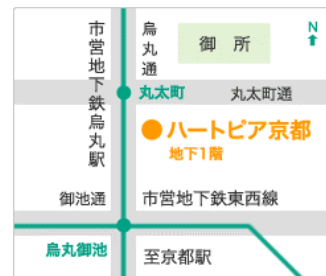 市営地下鉄烏丸駅
烏丸通
御所
N
丸太町
丸太町通
ハートピア京都
地下1階
御池通
市営地下鉄東西線
烏丸御池
至京都駅